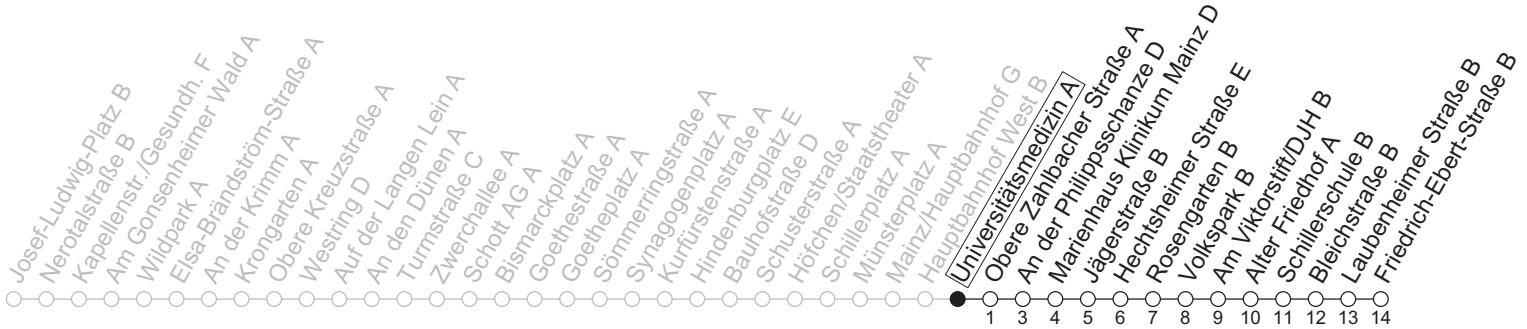 Josef-Ludwig-Platz B
Nerotalstraße B
Kapellenstr./Gesundh. F
Am Gonsenheimer Wald A
Wildpark A
Elsa-Brändström-Straße A
An der Krimm A
Krongarten A
Obere Kreuzstraße A
Westring D
Auf der Langen Lein A
An den Dünen A
Turmstraße C
Zwerchallee A
Schott AG A
Bismarckplatz A
Goethestraße A
Goetheplatz A
Sömmerringstraße A
Synagogenplatz A
Kurfürstenstraße A
Hindenburgplatz E
Bauhofstraße D
Schusterstraße A
Höfchen/Staatstheater A
Schillerplatz A
Münsterplatz A
Mainz/Hauptbahnhof G
Hauptbahnhof West B
Universitätsmedizin A
Obere Zahlbacher Straße A
An der Philippsschanze D
Marienhaus Klinikum Mainz D
Jägerstraße B
Hechtsheimer Straße E
Rosengarten B
Volkspark B
Am Viktorstift/DJH B
Alter Friedhof A
Schillerschule B
Bleichstraße B
Laubenheimer Straße B
Friedrich-Ebert-Straße B
1 3 4 5 6 7 8 9 10 11 12 13 14